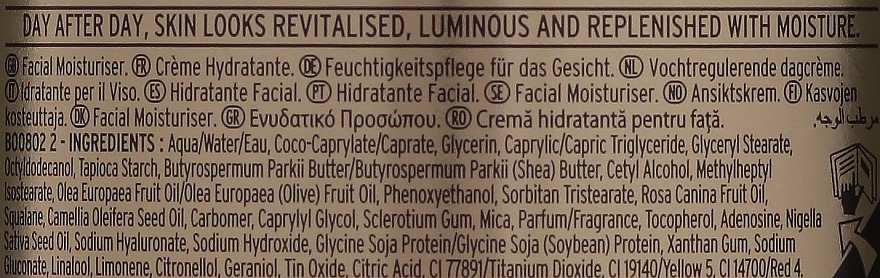 DAY AFTER DAY, SKIN LOOKS REVITALISED, LUMINOUS AND REPLENISHED WITH MOISTURE.
GB Facial Moisturiser. FR Crème Hydratante. DE Feuchtigkeitspflege für das Gesicht. NL Vochtregulerende dagcrème.
IT Idratante per il Viso. ES Hidratante Facial. PT Hidratante Facial. SE Facial Moisturiser. NO Ansiktskrem. FI Kasvojen
kosteuttaja. DK Facial Moisturiser. GR Ενυδατικό Προσώπου. RO Cremă hidratantă pentru față. مرطب الوجه.
B00802 2 - INGREDIENTS : Aqua/Water/Eau, Coco-Caprylate/Caprate, Glycerin, Caprylic/Capric Triglyceride, Glyceryl Stearate,
Octyldodecanol, Tapioca Starch, Butyrospermum Parkii Butter/Butyrospermum Parkii (Shea) Butter, Cetyl Alcohol, Methylheptyl
Isostearate, Olea Europaea Fruit Oil/Olea Europaea (Olive) Fruit Oil, Phenoxyethanol, Sorbitan Tristearate, Rosa Canina Fruit Oil,
Squalane, Camellia Oleifera Seed Oil, Carbomer, Caprylyl Glycol, Sclerotium Gum, Mica, Parfum/Fragrance, Tocopherol, Adenosine, Nigella
Sativa Seed Oil, Sodium Hyaluronate, Sodium Hydroxide, Glycine Soja Protein/Glycine Soja (Soybean) Protein, Xanthan Gum, Sodium
Gluconate, Linalool, Limonene, Citronellol, Geraniol, Tin Oxide, Citric Acid, CI 77891/Titanium Dioxide, CI 19140/Yellow 5, CI 14700/Red 4.